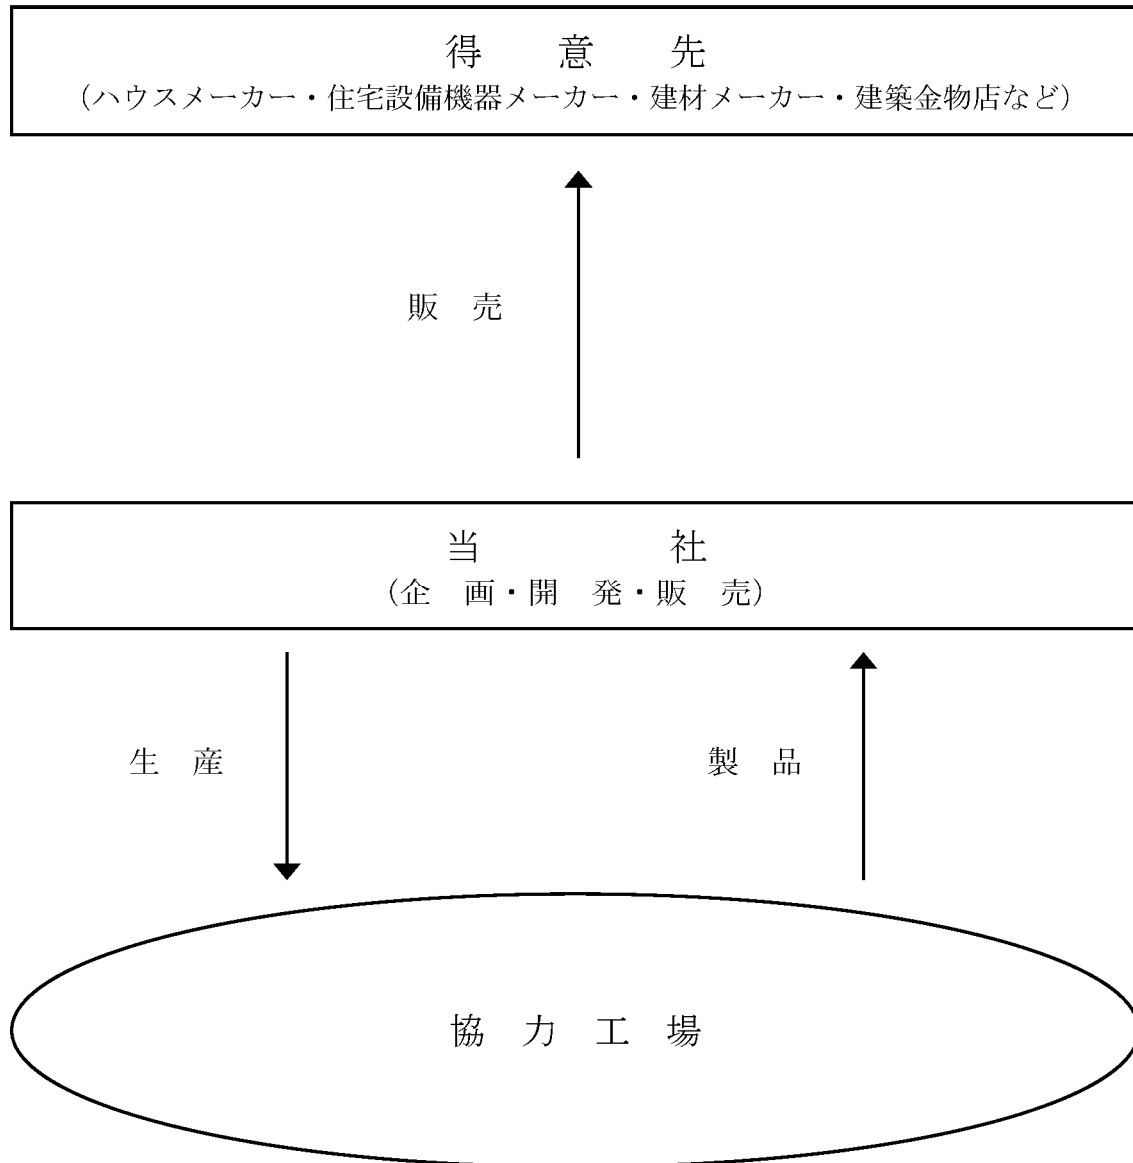 得　意　先
（ハウスメーカー・住宅設備機器メーカー・建材メーカー・建築金物店など）
販　売
当　　　社
（企　画・開　発・販　売）
生　産
製　品
協　力　工　場